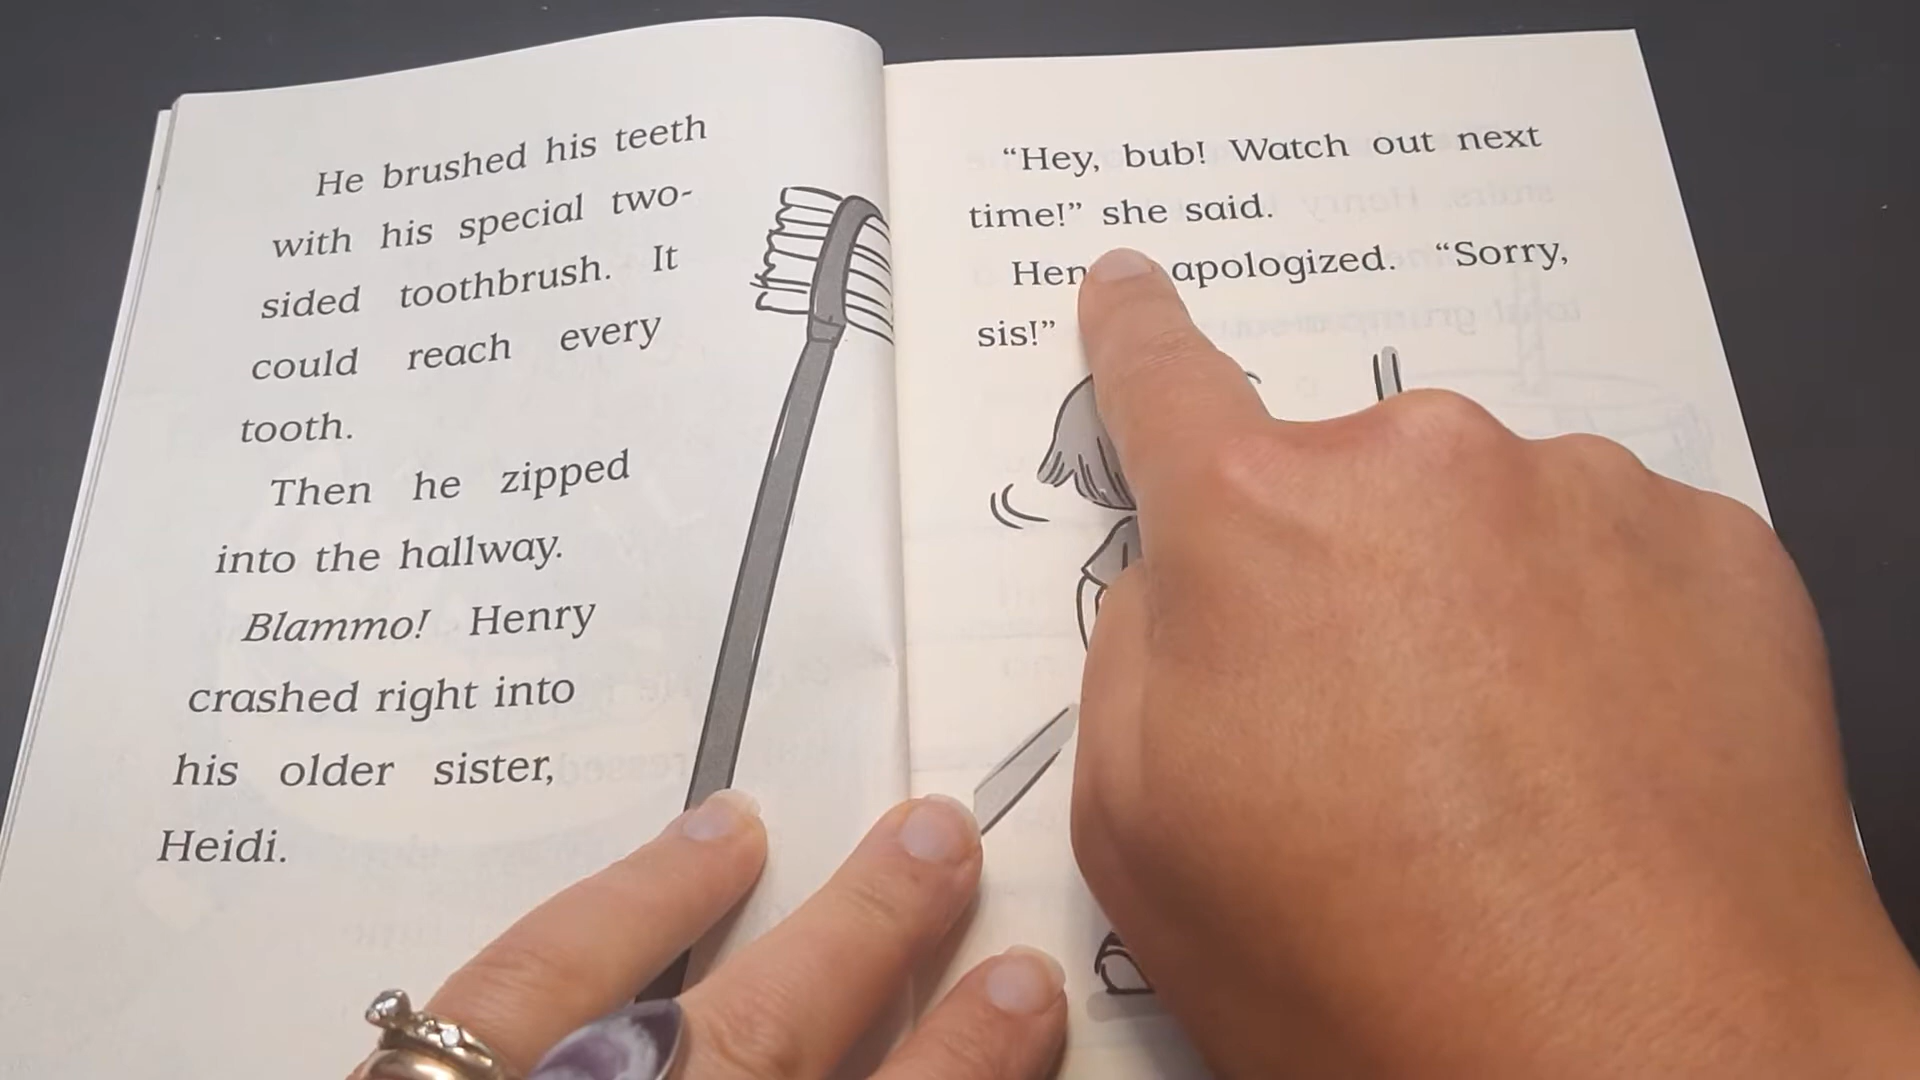 He brushed his teeth
with his special two-
sided toothbrush. It
could reach every
tooth.
Then he zipped
into the hallway.
Blammo! Henry
crashed right into
his older sister,
Heidi.
“Hey, bub! Watch out next
time!” she said.
apologized. “Sorry,
sis!”